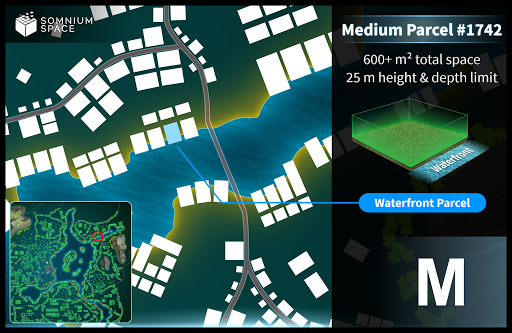 SOMNIUM
SPACE
Medium Parcel #1742
600+ m² total space
25 m height & depth limit
Waterfront
Waterfront Parcel
M